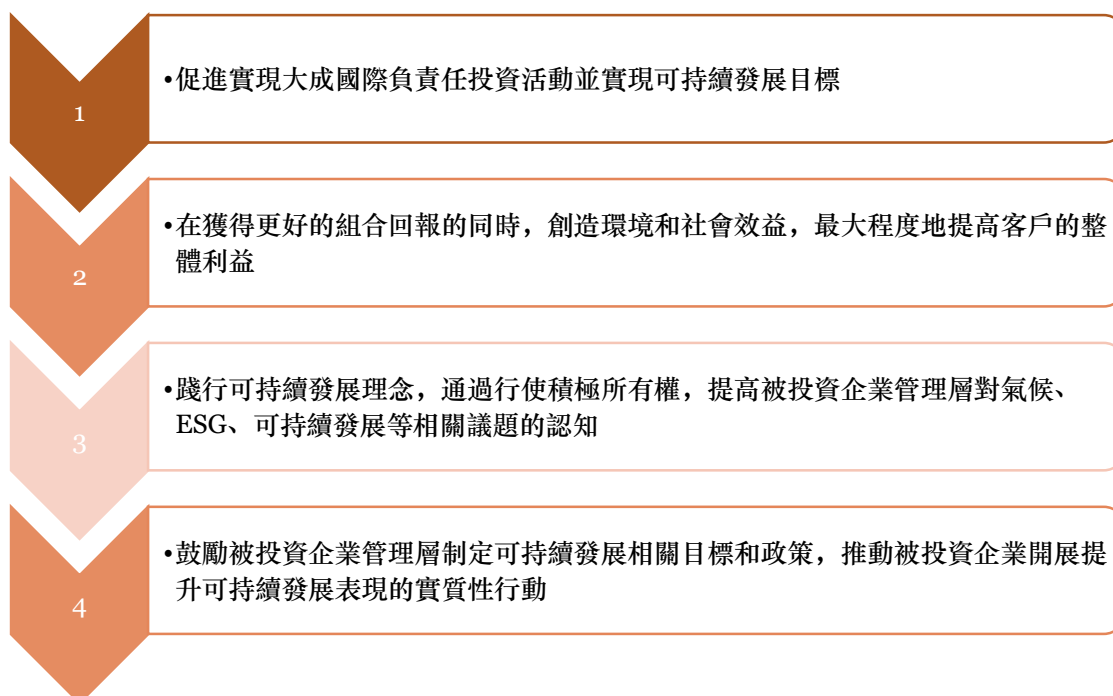 1
•促進實現大成國際負責任投資活動並實現可持續發展目標
2
•在獲得更好的組合回報的同時，創造環境和社會效益，最大程度地提高客戶的整
體利益
3
•踐行可持續發展理念，通過行使積極所有權，提高被投資企業管理層對氣候、
ESG、可持續發展等相關議題的認知
4
•鼓勵被投資企業管理層制定可持續發展相關目標和政策，推動被投資企業開展提
升可持續發展表現的實質性行動